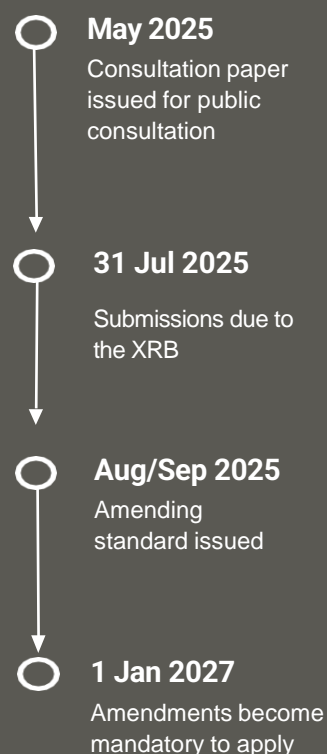 May 2025
Consultation paper
issued for public
consultation
31 Jul 2025
Submissions due to
the XRB
Aug/Sep 2025
Amending
standard issued
1 Jan 2027
Amendments become
mandatory to apply